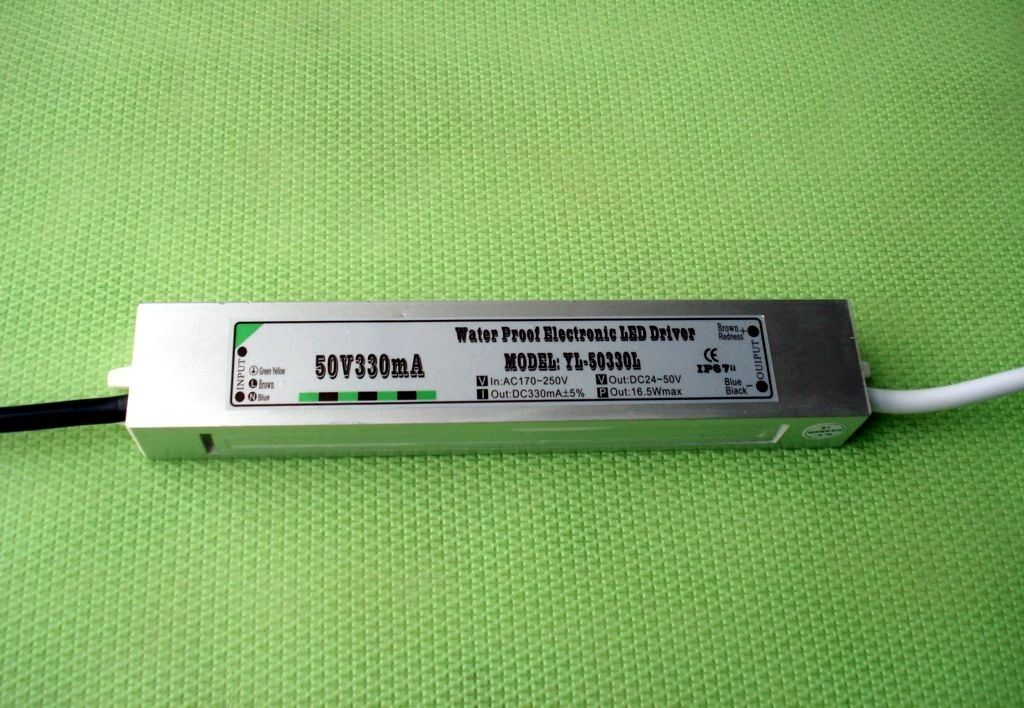 Water Proof Electronic LED Driver
50V330mA
MODEL: YL-50330L
V In:AC170~250V
V Out:DC24~50V
I Out:DC330mA±5%
P Out:16.5Wmax
INPUT
Green Yellow
L Brown
N Blue
CE
IP67
Brown +
Redness
Blue -
Black
OUIPUT